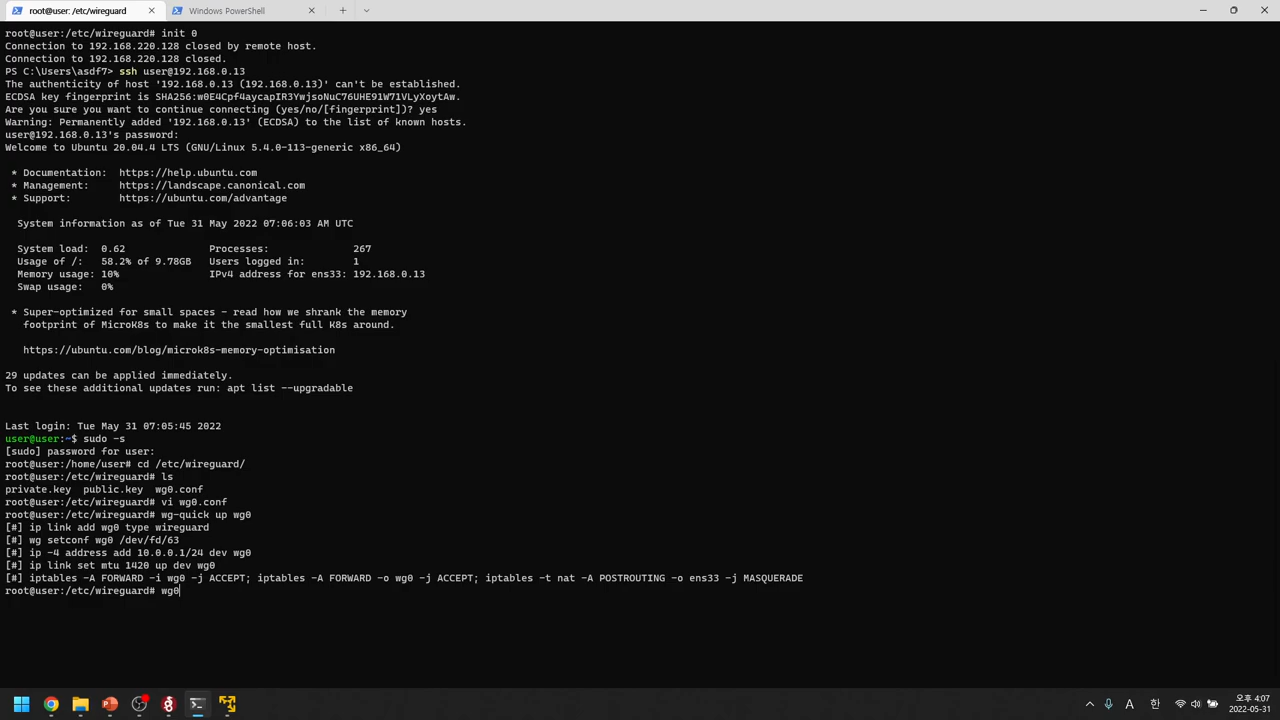 root@user: /etc/wireguard
Windows PowerShell
root@user:/etc/wireguard# init 0
Connection to 192.168.220.128 closed by remote host.
Connection to 192.168.220.128 closed.
PS C:\Users\asdf7> ssh user@192.168.0.13
The authenticity of host '192.168.0.13 (192.168.0.13)' can't be established.
ECDSA key fingerprint is SHA256:w0E4Cpf4aycapIR3YwjsoNuC76UHE91W71VLyXoytAw.
Are you sure you want to continue connecting (yes/no/[fingerprint])? yes
Warning: Permanently added '192.168.0.13' (ECDSA) to the list of known hosts.
user@192.168.0.13's password:
Welcome to Ubuntu 20.04.4 LTS (GNU/Linux 5.4.0-113-generic x86_64)
* Documentation:  https://help.ubuntu.com
* Management:     https://landscape.canonical.com
* Support:        https://ubuntu.com/advantage
System information as of Tue 31 May 2022 07:06:03 AM UTC
System load:  0.62              Processes:              267
Usage of /:   58.2% of 9.78GB   Users logged in:        1
Memory usage: 10%               IPv4 address for ens33: 192.168.0.13
Swap usage:   0%
* Super-optimized for small spaces - read how we shrank the memory
footprint of MicroK8s to make it the smallest full K8s around.
https://ubuntu.com/blog/microk8s-memory-optimisation
29 updates can be applied immediately.
To see these additional updates run: apt list --upgradable
Last login: Tue May 31 07:05:45 2022
user@user:~$ sudo -s
[sudo] password for user:
root@user:/home/user# cd /etc/wireguard/
root@user:/etc/wireguard# ls
private.key  public.key  wg0.conf
root@user:/etc/wireguard# vi wg0.conf
root@user:/etc/wireguard# wg-quick up wg0
[#] ip link add wg0 type wireguard
[#] wg setconf wg0 /dev/fd/63
[#] ip -4 address add 10.0.0.1/24 dev wg0
[#] ip link set mtu 1420 up dev wg0
[#] iptables -A FORWARD -i wg0 -j ACCEPT; iptables -A FORWARD -o wg0 -j ACCEPT; iptables -t nat -A POSTROUTING -o ens33 -j MASQUERADE
root@user:/etc/wireguard# wg0
A 한 오후 4:07
2022-05-31